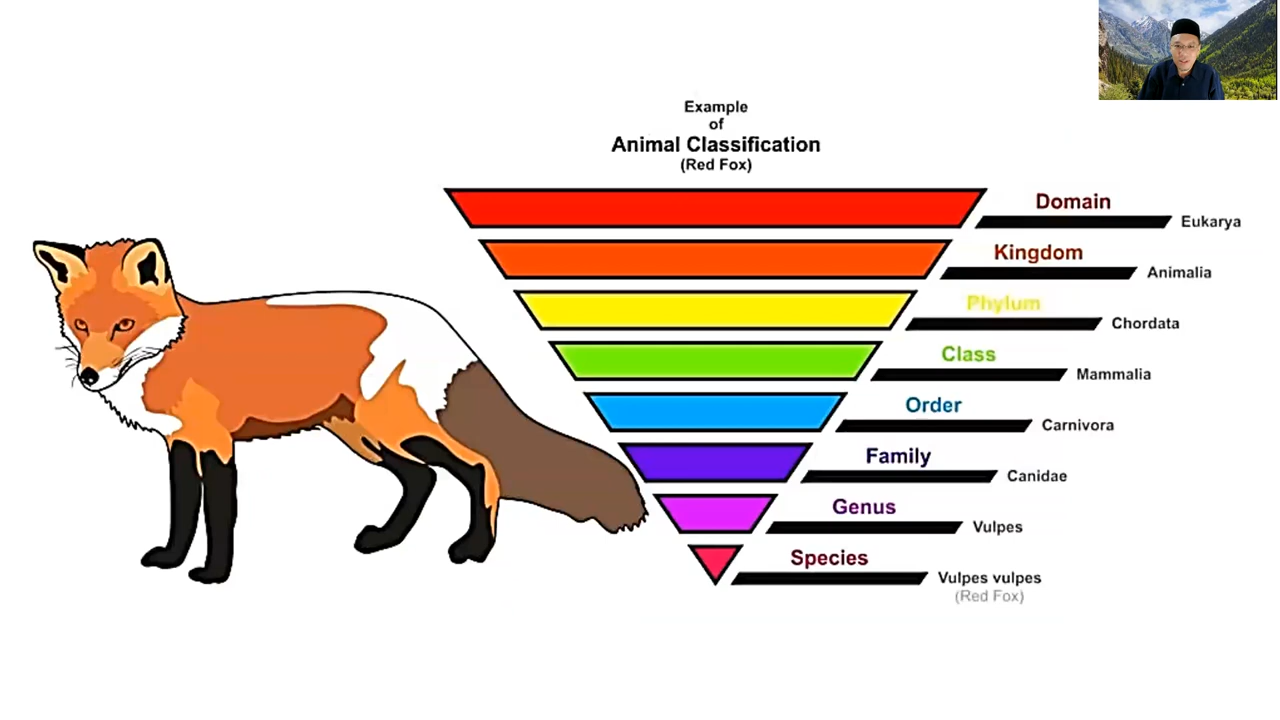 Example
of
Animal Classification
(Red Fox)
Domain
Eukarya
Kingdom
Animalia
Phylum
Chordata
Class
Mammalia
Order
Carnivora
Family
Canidae
Genus
Vulpes
Species
Vulpes vulpes
(Red Fox)